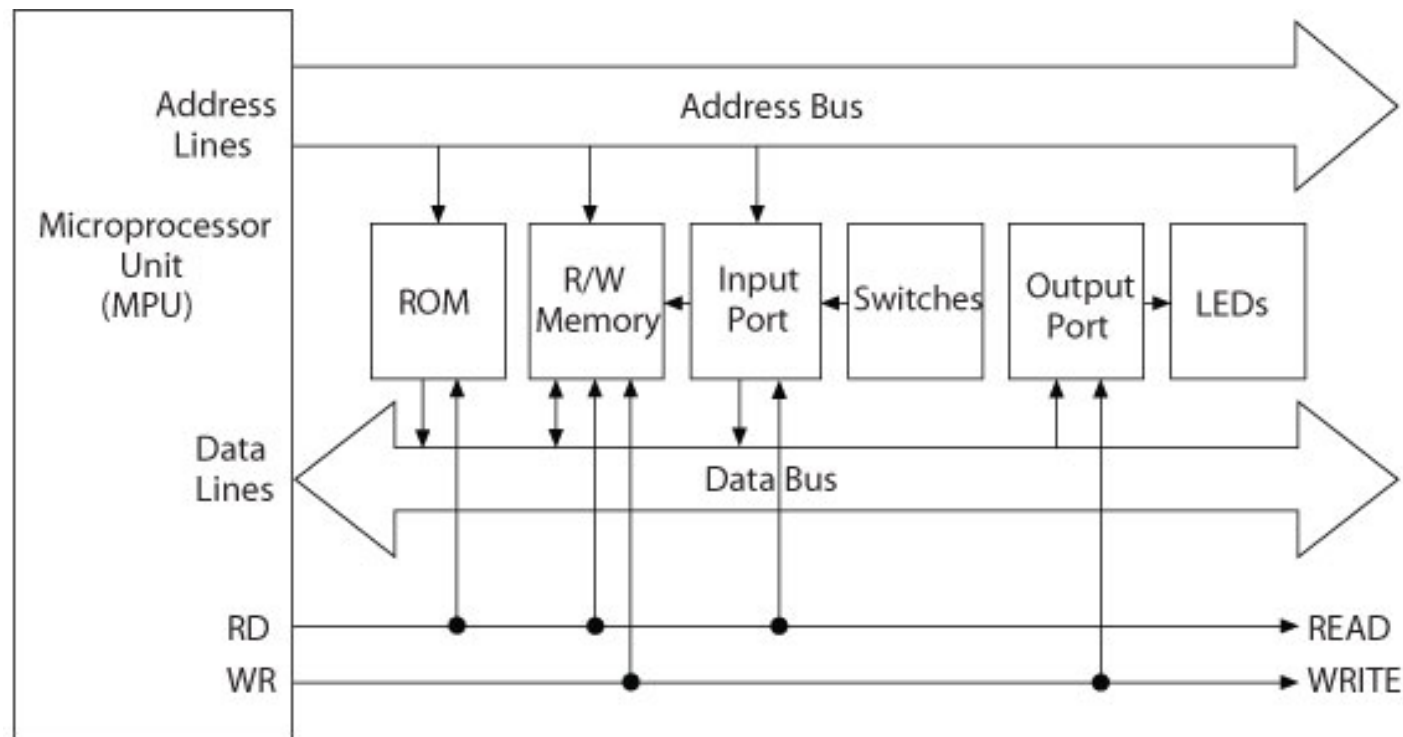 Address
Lines
Address Bus
Microprocessor
Unit
(MPU)
ROM
R/W
Memory
Input
Port
Switches
Output
Port
LEDs
Data
Lines
Data Bus
RD
READ
WR
WRITE